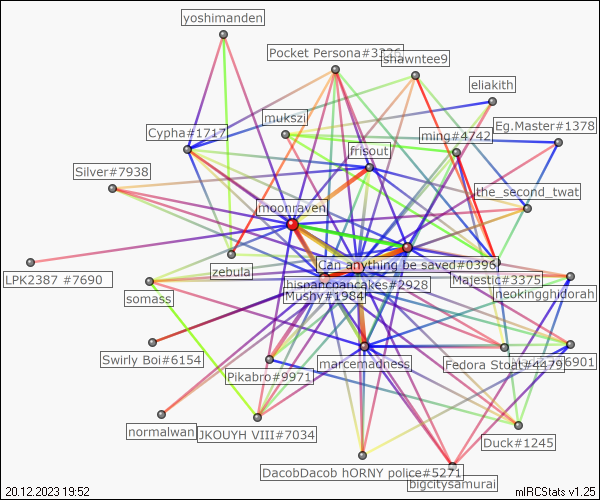 yoshimanden
Pocket Persona#3326
shawntee9
eliakith
mukszi
Eg.Master#1378
Cypha#1717
ming#4742
frisout
Silver#7938
the_second_twat
moonraven
Can anything be saved#0396
zebula
LPK2387 #7690
hispancpancakes#2928
Majestic#3375
neokingghidorah
somass
Mushy#1984
Swirly Boi#6154
marcemadness
Fedora Stoat#4479
6901
Pikabro#9971
normalwan
JKOUYH VIII#7034
Duck#1245
DacobDacob hORNY police#5271
bigcitysamurai
20.12.2023 19:52
mIRCStats v1.25